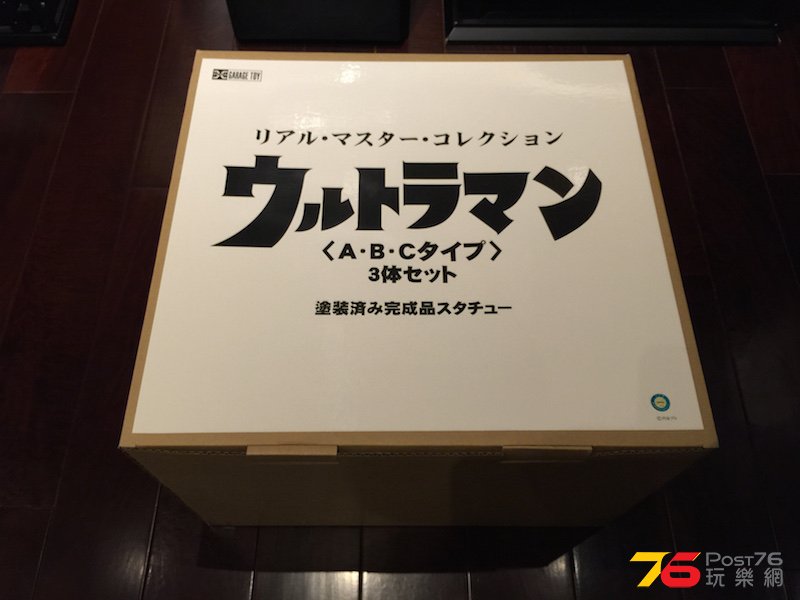 GARAGE TOY
リアル・マスター・コレクション
ウルトラマン
〈A・B・Cタイプ〉
3体セット
塗装済み完成品スタチュー
76 Post76
玩樂網